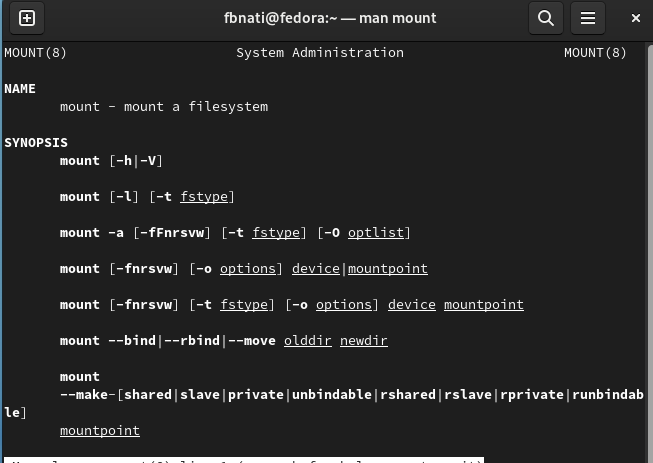 fbnati@fedora:~ — man mount
MOUNT(8) System Administration MOUNT(8)
NAME
mount - mount a filesystem
SYNOPSIS
mount [-h|-V]
mount [-l] [-t fstype]
mount -a [-fFnrsvw] [-t fstype] [-O optlist]
mount [-fnrsvw] [-o options] device|mountpoint
mount [-fnrsvw] [-t fstype] [-o options] device mountpoint
mount --bind|--rbind|--move olddir newdir
mount
--make-[shared|slave|private|unbindable|rshared|rslave|rprivate|runbindab
le]
mountpoint